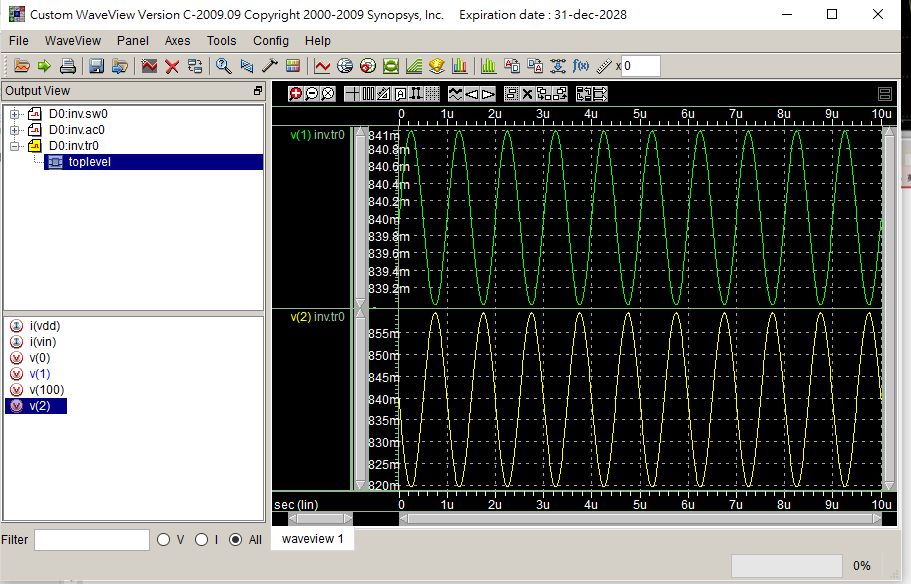 Custom WaveView Version C-2009.09 Copyright 2000-2009 Synopsys, Inc. Expiration date : 31-dec-2028
File WaveView Panel Axes Tools Config Help
x 0
Output View
D0:inv.sw0
D0:inv.ac0
D0:inv.tr0
toplevel
i(vdd)
i(vin)
v(0)
v(1)
v(100)
v(2)
Filter V I All
0 1u 2u 3u 4u 5u 6u 7u 8u 9u 10u
v(1) inv.tr0
841m
840.8m
840.6m
840.4m
840.2m
840m
839.8m
839.6m
839.4m
839.2m
v(2) inv.tr0
855m
850m
845m
840m
835m
830m
825m
820m
sec (lin) 0 1u 2u 3u 4u 5u 6u 7u 8u 9u 10u
waveview 1
0%